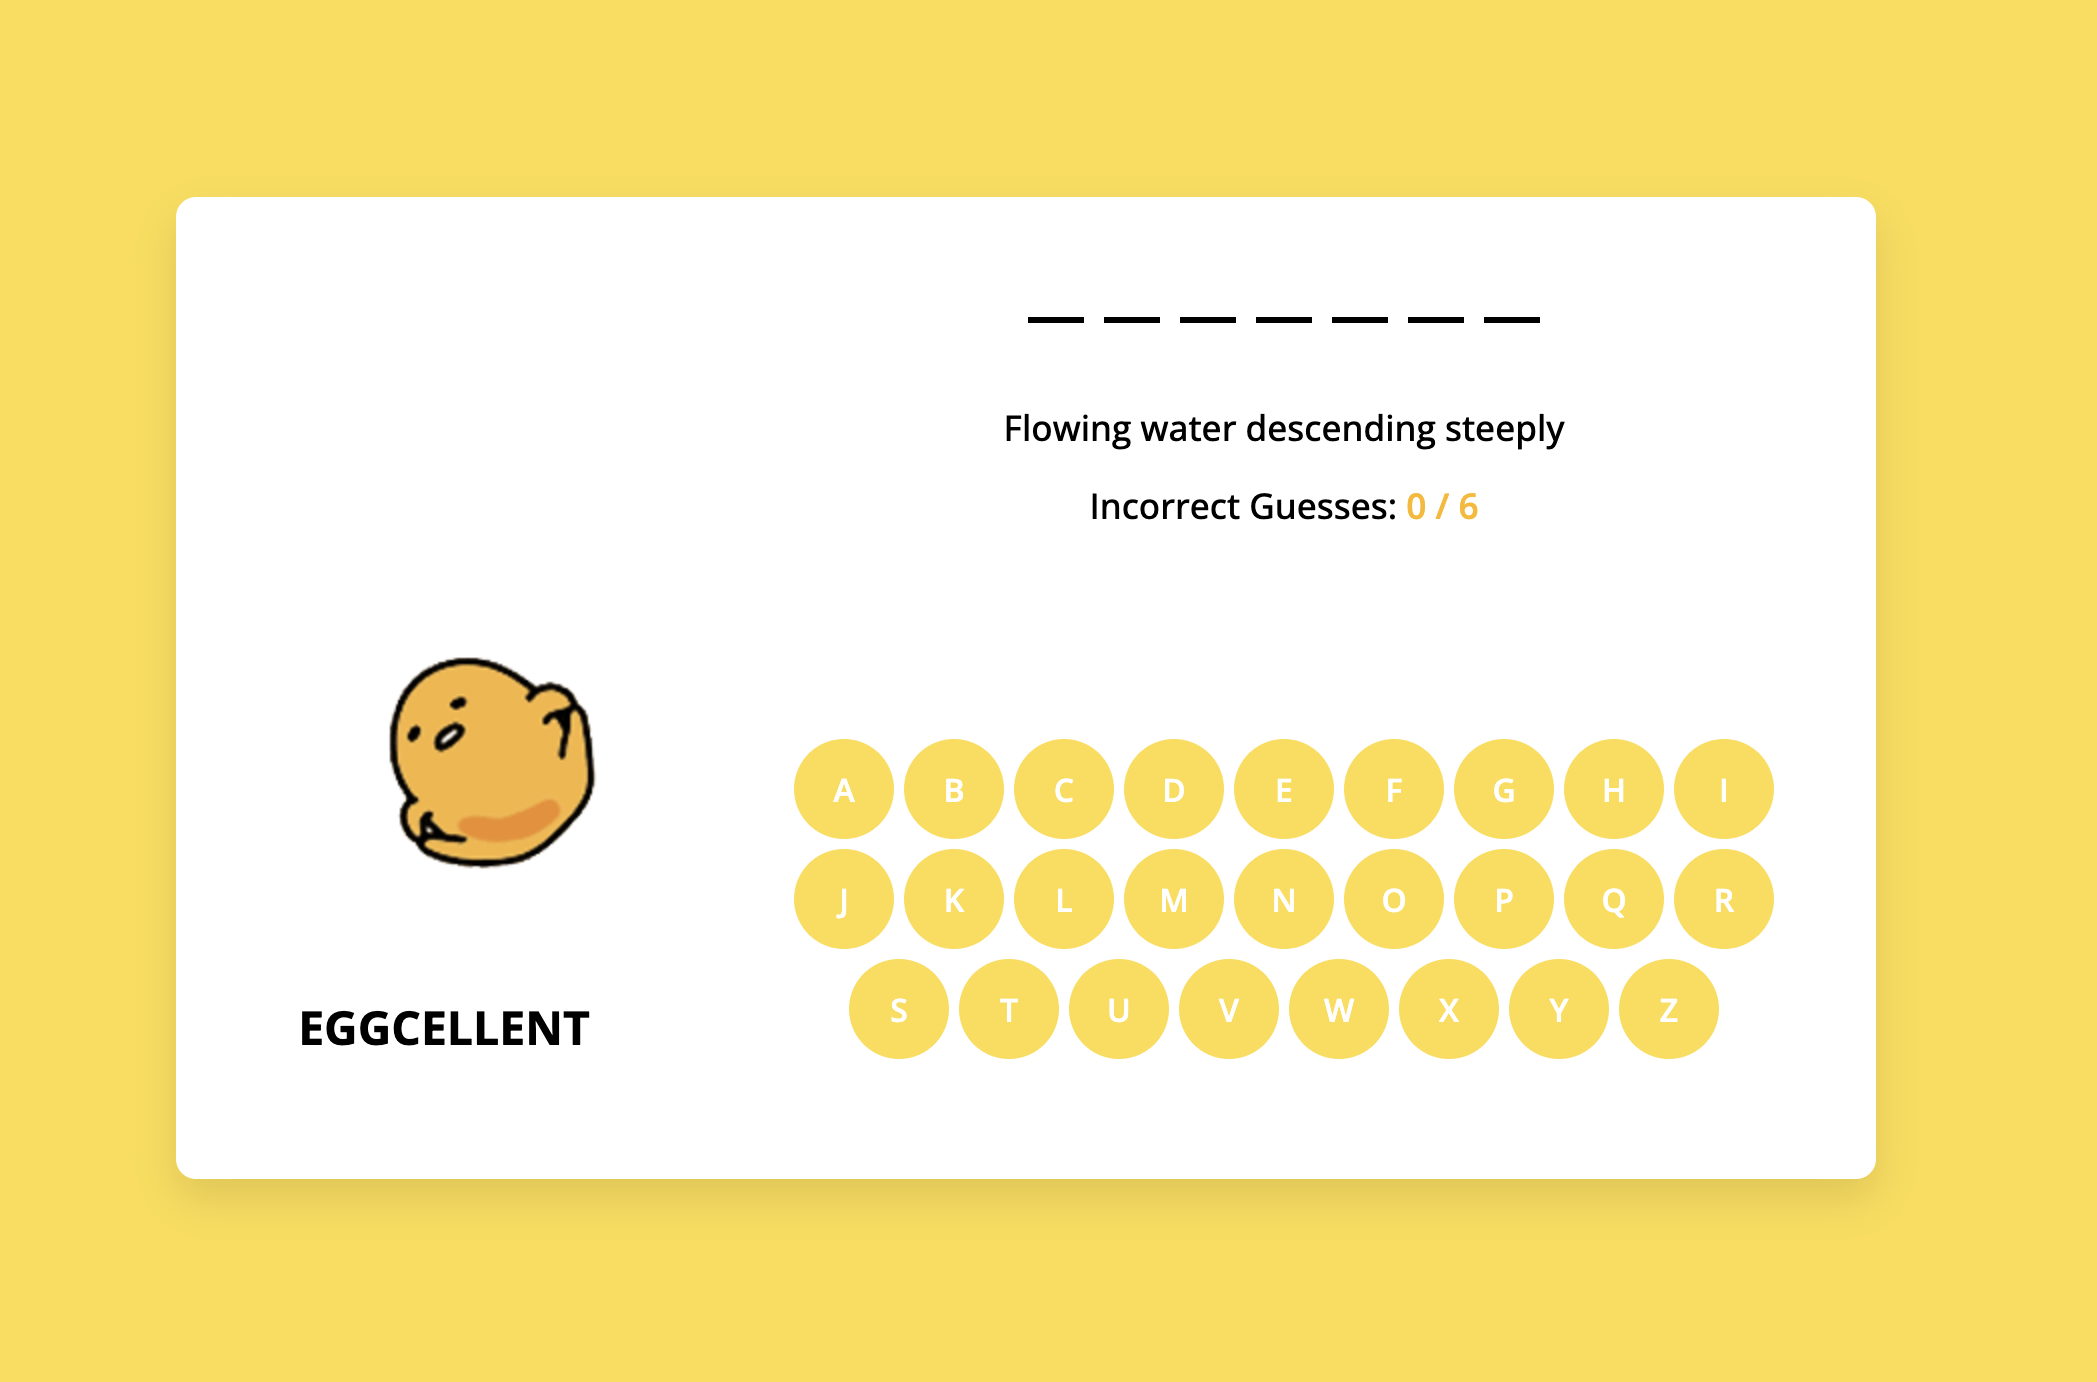 Flowing water descending steeply
Incorrect Guesses: 0 / 6
A B C D E F G H I
J K L M N O P Q R
S T U V W X Y Z
EGGCELLENT